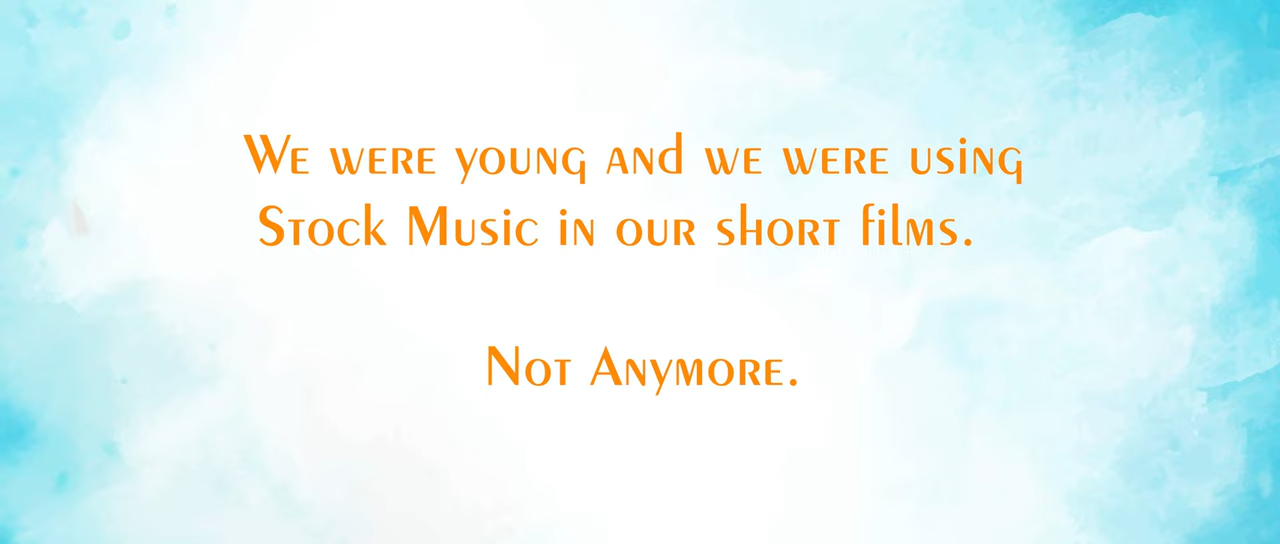 We were young and we were using
Stock Music in our short films.
Not Anymore.